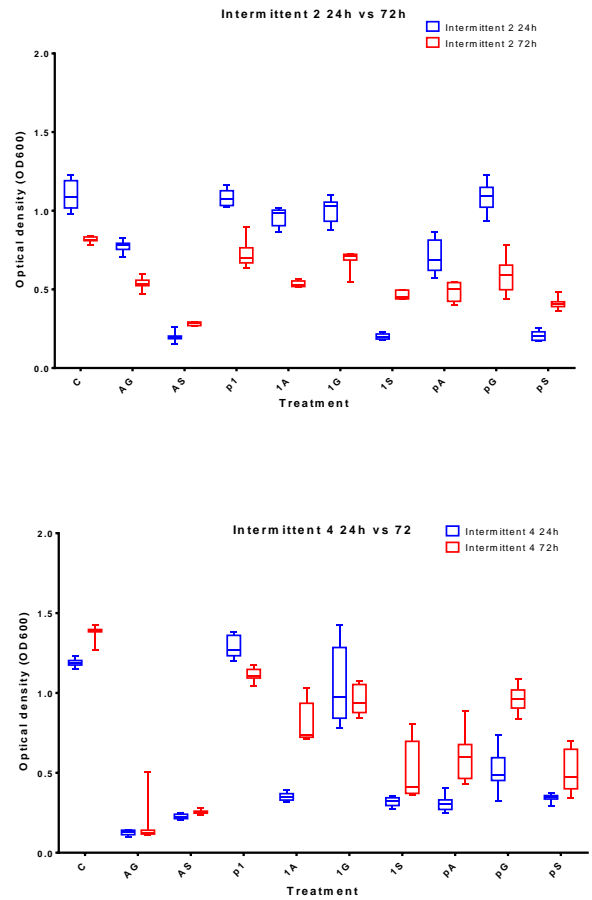 Intermittent 2 24h vs 72h
Intermittent 2 24h
Intermittent 2 72h
Optical density (OD600)
2.0
1.5
1.0
0.5
0.0
C AG AS p1 1A 1G 1S pA pG pS
Treatment
Intermittent 4 24h vs 72
Intermittent 4 24h
Intermittent 4 72h
Optical density (OD600)
2.0
1.5
1.0
0.5
0.0
C AG AS p1 1A 1G 1S pA pG pS
Treatment